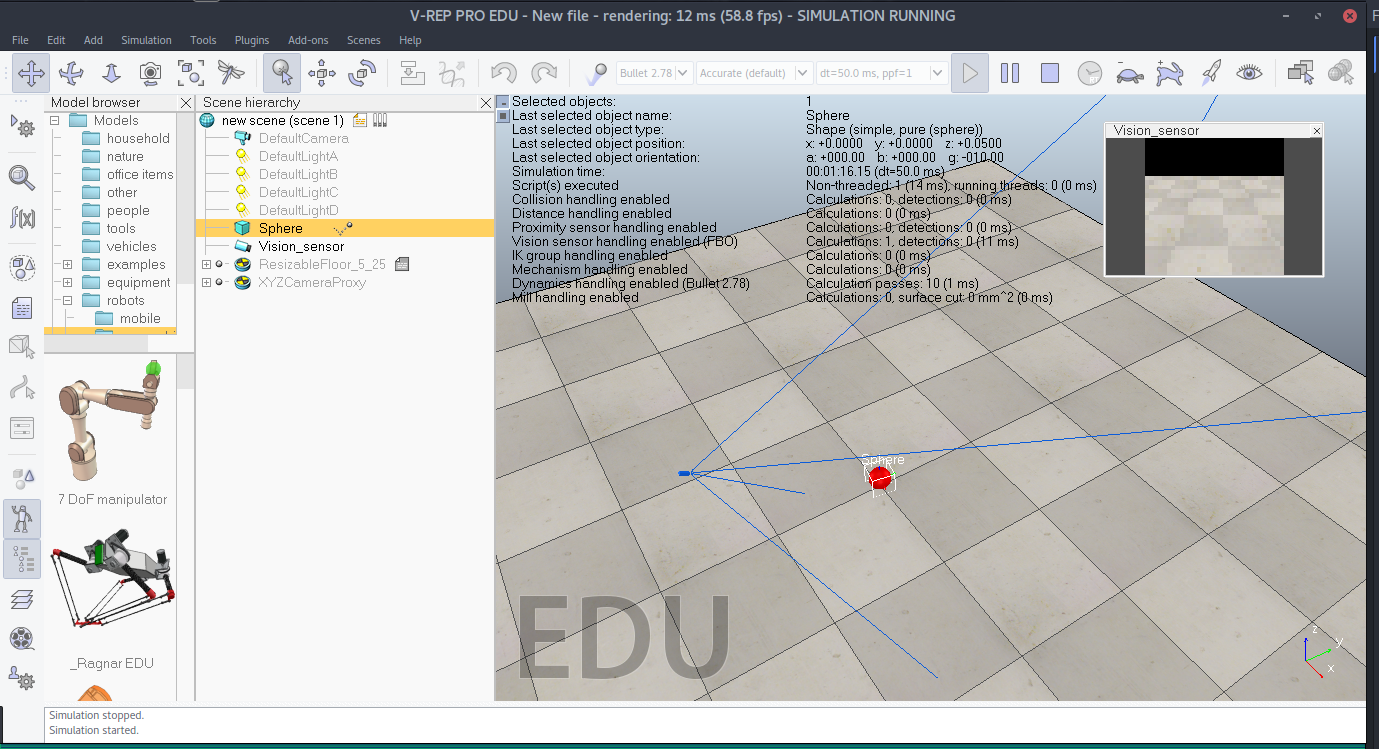 V-REP PRO EDU - New file - rendering: 12 ms (58.8 fps) - SIMULATION RUNNING
File Edit Add Simulation Tools Plugins Add-ons Scenes Help
Bullet 2.78 Accurate (default) dt=50.0 ms, ppf=1
Model browser
Models
household
nature
office items
other
people
tools
vehicles
examples
equipment
robots
mobile
7 DoF manipulator
_Ragnar EDU
Scene hierarchy
new scene (scene 1)
DefaultCamera
DefaultLightA
DefaultLightB
DefaultLightC
DefaultLightD
Sphere
Vision_sensor
ResizableFloor_5_25
XYZCameraProxy
Selected objects: 1
Last selected object name: Sphere
Last selected object type: Shape (simple, pure (sphere))
Last selected object position: x: +0.0000 y: +0.0000 z: +0.0500
Last selected object orientation: a: +000.00 b: +000.00 g: -010.00
Simulation time: 00:01:16.15 (dt=50.0 ms)
Script(s) executed Non-threaded: 1 (14 ms), running threads: 0 (0 ms)
Collision handling enabled Calculations: 0, detections: 0 (0 ms)
Distance handling enabled Calculations: 0 (0 ms)
Proximity sensor handling enabled Calculations: 0, detections: 0 (0 ms)
Vision sensor handling enabled (FBO) Calculations: 1, detections: 0 (11 ms)
IK group handling enabled Calculations: 0 (0 ms)
Mechanism handling enabled Calculations: 0 (0 ms)
Dynamics handling enabled (Bullet 2.78) Calculation passes: 10 (1 ms)
Mill handling enabled Calculations: 0, surface cut: 0 mm^2 (0 ms)
Vision_sensor
Sphere
EDU
z
y
x
Simulation stopped.
Simulation started.